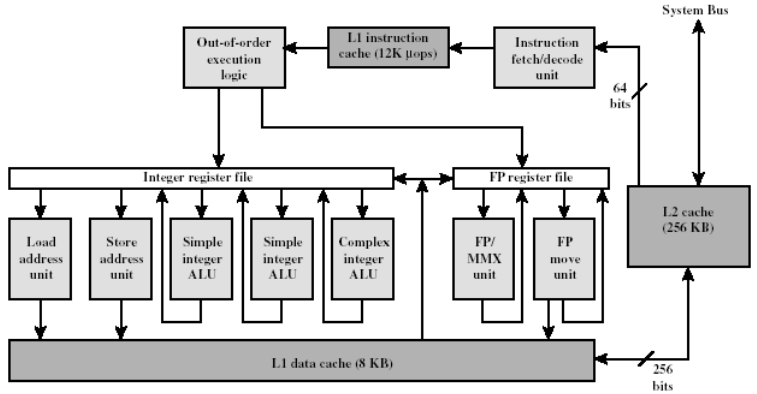 System Bus
Out-of-order
execution
logic
L1 instruction
cache (12K µops)
Instruction
fetch/decode
unit
64
bits
Integer register file
FP register file
L2 cache
(256 KB)
Load
address
unit
Store
address
unit
Simple
integer
ALU
Simple
integer
ALU
Complex
integer
ALU
FP/
MMX
unit
FP
move
unit
L1 data cache (8 KB)
256
bits